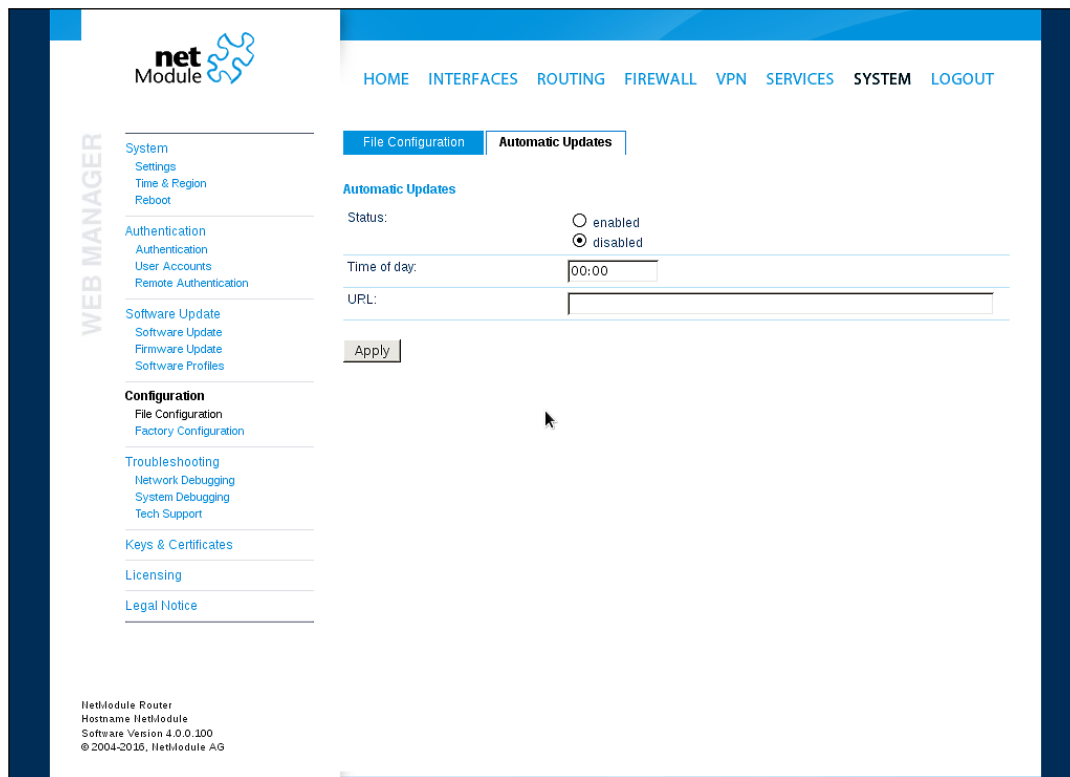 net
Module
HOME INTERFACES ROUTING FIREWALL VPN SERVICES SYSTEM LOGOUT
WEB MANAGER
System
Settings
Time & Region
Reboot
Authentication
Authentication
User Accounts
Remote Authentication
Software Update
Software Update
Firmware Update
Software Profiles
Configuration
File Configuration
Factory Configuration
Troubleshooting
Network Debugging
System Debugging
Tech Support
Keys & Certificates
Licensing
Legal Notice
File Configuration Automatic Updates
Automatic Updates
Status:
enabled
disabled
Time of day: 00:00
URL:
Apply
NetModule Router
Hostname NetModule
Software Version 4.0.0.100
© 2004-2016, NetModule AG